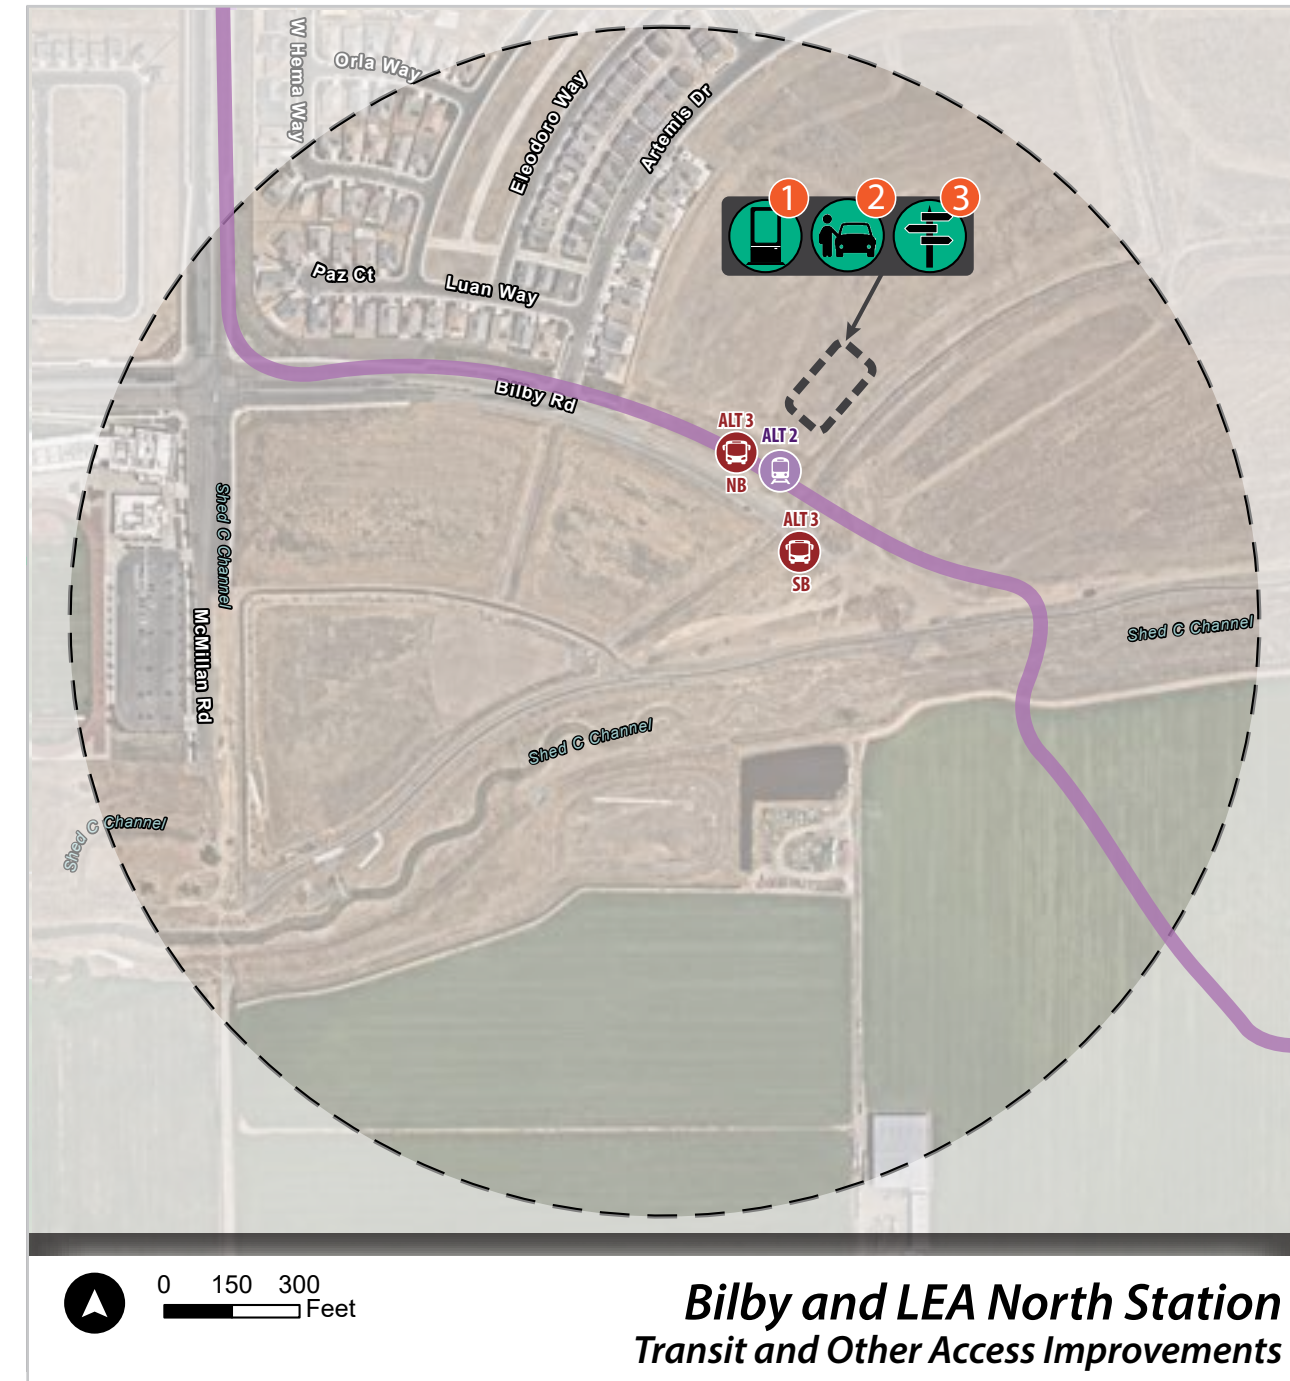 W Hema Way
Orla Way
Eleodoro Way
Artemis Dr
1
2
3
Paz Ct
Luan Way
Bilby Rd
ALT 3
NB
ALT 2
ALT 3
SB
Shed C Channel
McMillan Rd
Shed C Channel
Shed C Channel
Shed C Channel
0 150 300
Feet
Bilby and LEA North Station
Transit and Other Access Improvements